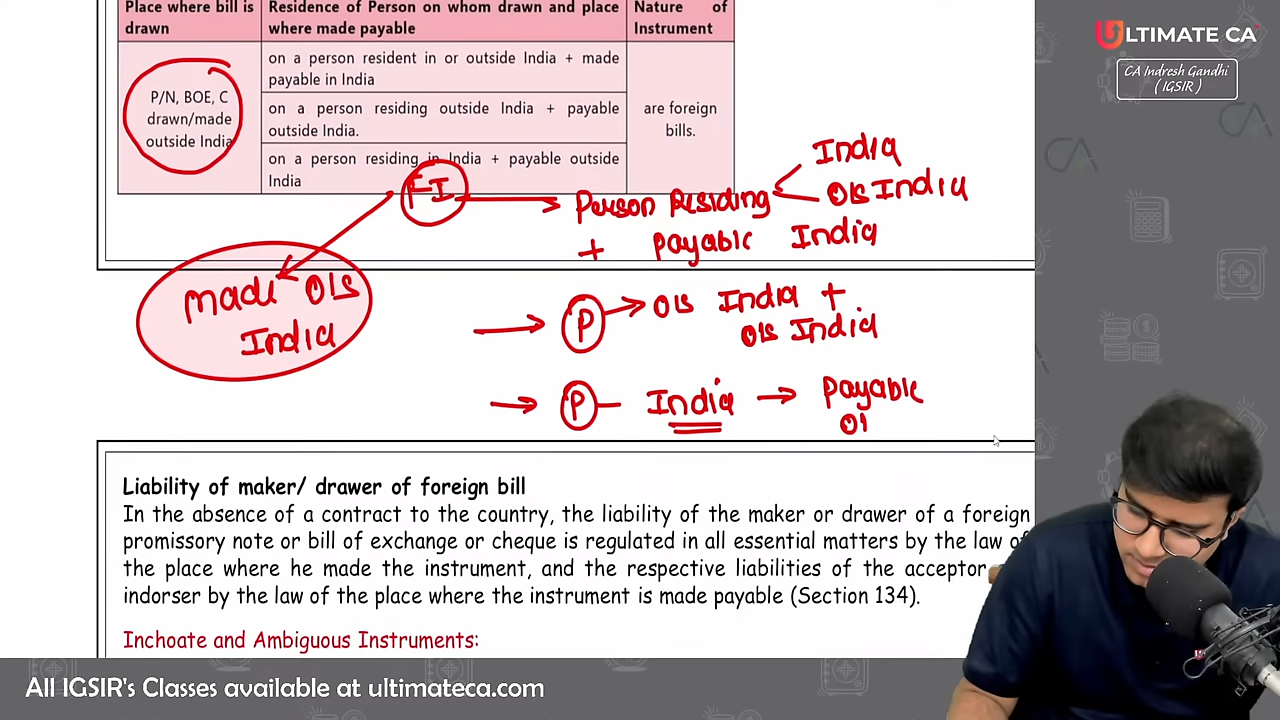 Place where bill is drawn
Residence of Person on whom drawn and place where made payable
Nature of Instrument
P/N, BOE, C drawn/made outside India
on a person resident in or outside India + made payable in India
on a person residing outside India + payable outside India.
on a person residing in India + payable outside India
are foreign bills.
ULTIMATE CA
CA Indresh Gandhi
( IGSIR )
FI
Person Residing
India
O/s India
+ Payable India
Made O/s
India
P O/s India +
O/s India
P India Payable
O/
Liability of maker/ drawer of foreign bill
In the absence of a contract to the country, the liability of the maker or drawer of a foreign
promissory note or bill of exchange or cheque is regulated in all essential matters by the law of
the place where he made the instrument, and the respective liabilities of the acceptor
indorser by the law of the place where the instrument is made payable (Section 134).
Inchoate and Ambiguous Instruments:
All IGSIR's Classes available at ultimateca.com